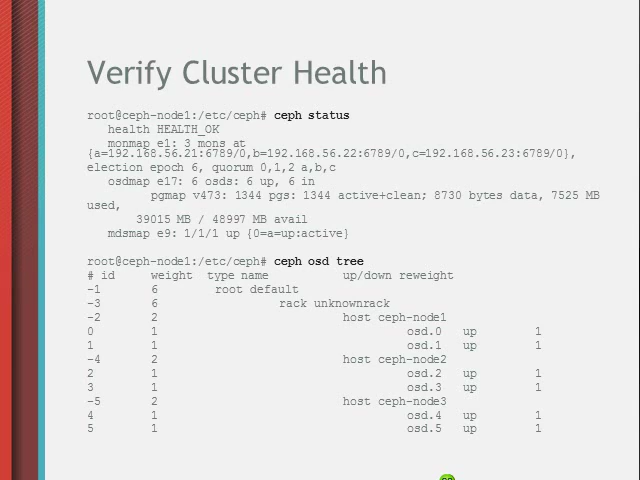 Verify Cluster Health
root@ceph-node1:/etc/ceph# ceph status
health HEALTH_OK
monmap e1: 3 mons at
{a=192.168.56.21:6789/0,b=192.168.56.22:6789/0,c=192.168.56.23:6789/0},
election epoch 6, quorum 0,1,2 a,b,c
osdmap e17: 6 osds: 6 up, 6 in
pgmap v473: 1344 pgs: 1344 active+clean; 8730 bytes data, 7525 MB
used,
39015 MB / 48997 MB avail
mdsmap e9: 1/1/1 up {0=a=up:active}
root@ceph-node1:/etc/ceph# ceph osd tree
# id weight type name up/down reweight
-1 6 root default
-3 6 rack unknownrack
-2 2 host ceph-node1
0 1 osd.0 up 1
1 1 osd.1 up 1
-4 2 host ceph-node2
2 1 osd.2 up 1
3 1 osd.3 up 1
-5 2 host ceph-node3
4 1 osd.4 up 1
5 1 osd.5 up 1